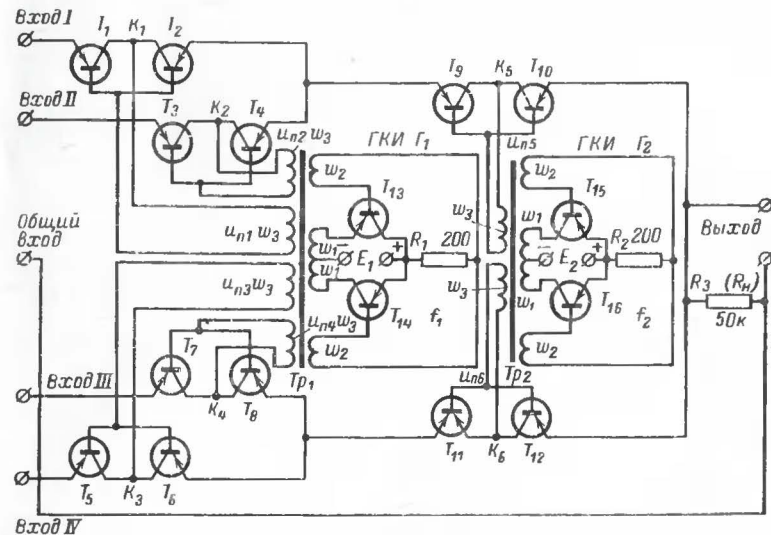 Вход I
T₁
K₁
T₂
T₉
K₅
T₁₀
Вход II
T₃
K₂
T₄
uп2 w₃
ГКИ Г₁
uп5
ГКИ Г₂
w₂
w₂
T₁₃
T₁₅
Общий вход
uп1 w₃
w₁
E₁
+
R₁ 200
w₃
w₁
E₂
+
R₂ 200
Выход
uп3 w₃
w₁
w₃
w₁
R₃ (Rн)
50к
uп4 w₃
T₁₄
f₁
T₁₆
f₂
T₇
w₂
w₂
Tp₁
Tp₂
uп6
Вход III
K₄
T₈
T₁₁
K₆
T₁₂
T₅
K₃
T₆
Вход IV